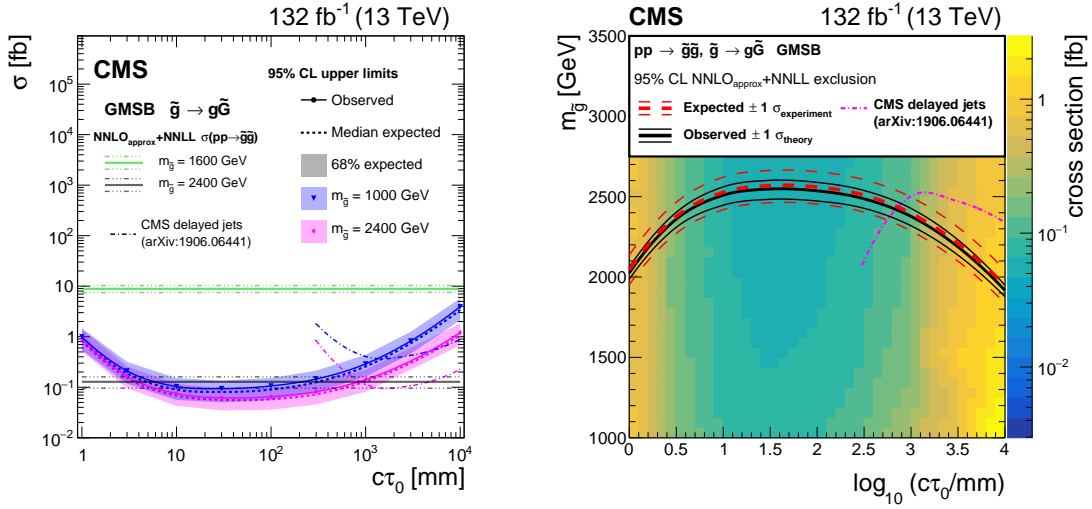 132 fb⁻¹ (13 TeV)
CMS
GMSB g̃ → gG̃
NNLO_approx+NNLL σ(pp→g̃g̃)
m_g̃ = 1600 GeV
m_g̃ = 2400 GeV
CMS delayed jets
(arXiv:1906.06441)
95% CL upper limits
Observed
Median expected
68% expected
m_g̃ = 1000 GeV
m_g̃ = 2400 GeV
σ [fb]
10⁵
10⁴
10³
10²
10
1
10⁻¹
10⁻²
1 10 10² 10³ 10⁴
cτ₀ [mm]
CMS 132 fb⁻¹ (13 TeV)
pp → g̃g̃, g̃ → gG̃ GMSB
95% CL NNLO_approx+NNLL exclusion
Expected ± 1 σ_experiment
Observed ± 1 σ_theory
CMS delayed jets
(arXiv:1906.06441)
m_g̃ [GeV]
3500
3000
2500
2000
1500
1000
0 0.5 1 1.5 2 2.5 3 3.5 4
log₁₀ (cτ₀/mm)
1
10⁻¹
10⁻²
cross section [fb]